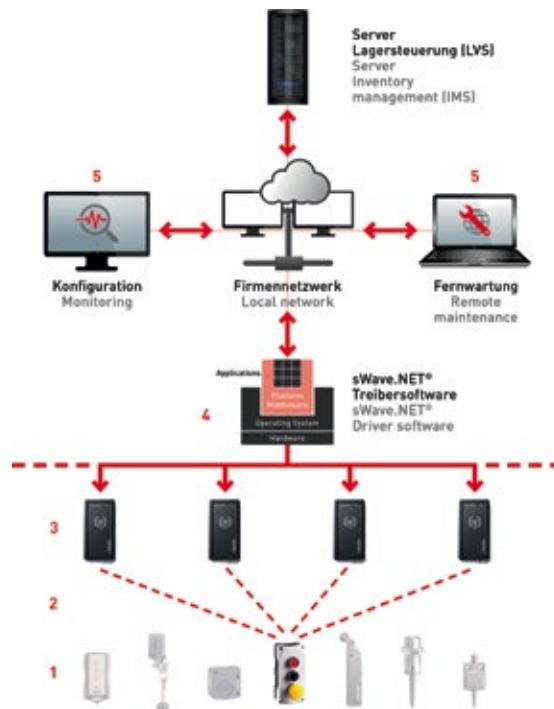 Server
Lagersteuerung (LVS)
Server
Inventory
management (IMS)
5
5
Konfiguration
Monitoring
Firmennetzwerk
Local network
Fernwartung
Remote
maintenance
Applications
Platform
Middleware
Operating System
Hardware
4
sWave.NET®
Treibersoftware
sWave.NET®
Driver software
3
2
1